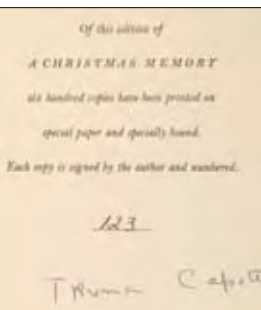 Of this edition of
A CHRISTMAS MEMORY
six hundred copies have been printed on
special paper and specially bound.
Each copy is signed by the author and numbered.
123
Truman Capote